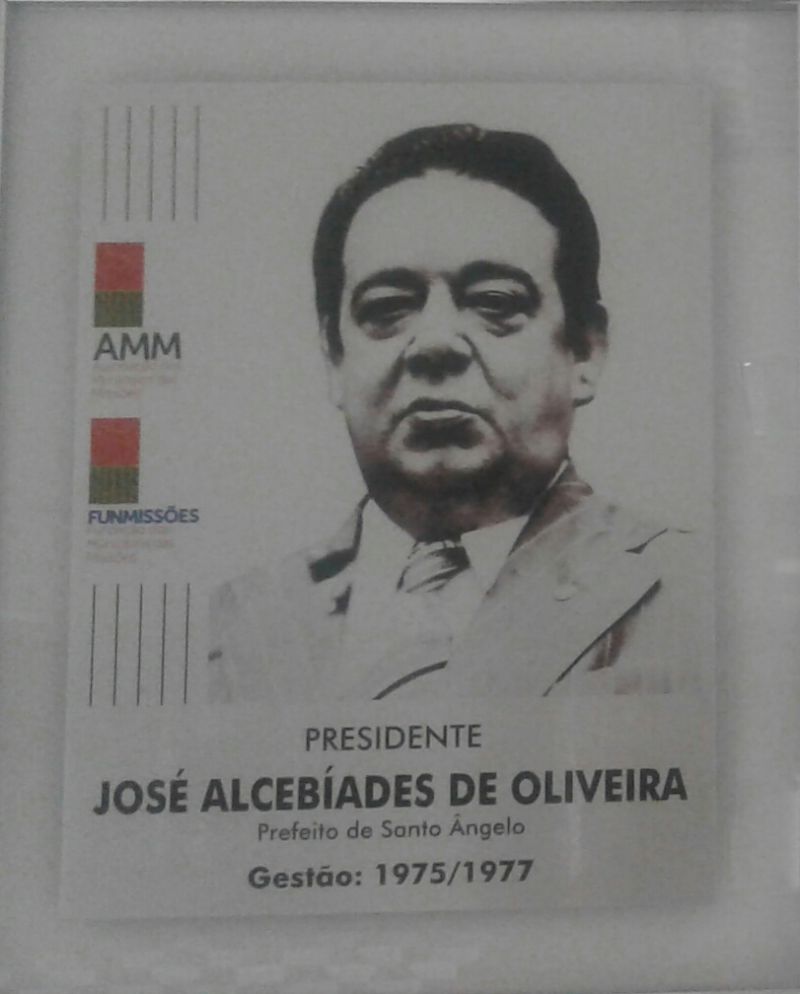 AMM
FUNMISSÕES
PRESIDENTE
JOSÉ ALCEBÍADES DE OLIVEIRA
Prefeito de Santo Ângelo
Gestão: 1975/1977